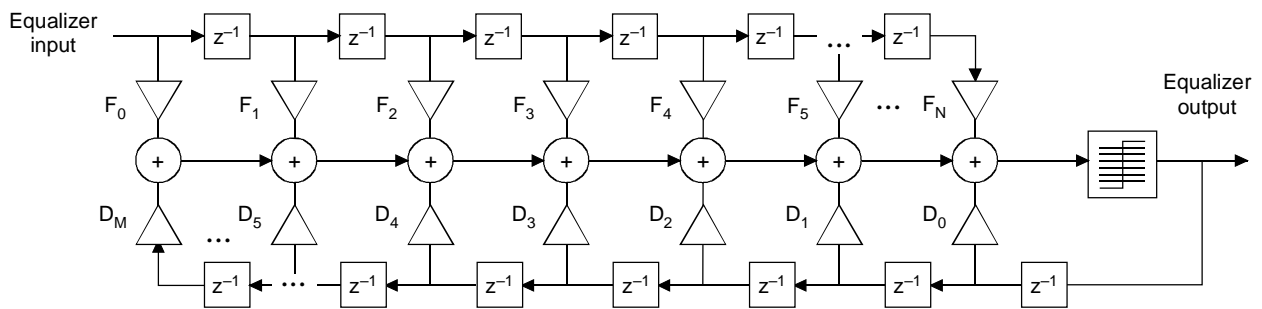 Equalizer
input
z⁻¹ z⁻¹ z⁻¹ z⁻¹ z⁻¹ ... z⁻¹
F₀ F₁ F₂ F₃ F₄ F₅ ... F_N
Equalizer
output
+ + + + + + +
D_M ... D₅ D₄ D₃ D₂ D₁ D₀
z⁻¹ ... z⁻¹ z⁻¹ z⁻¹ z⁻¹ z⁻¹ z⁻¹